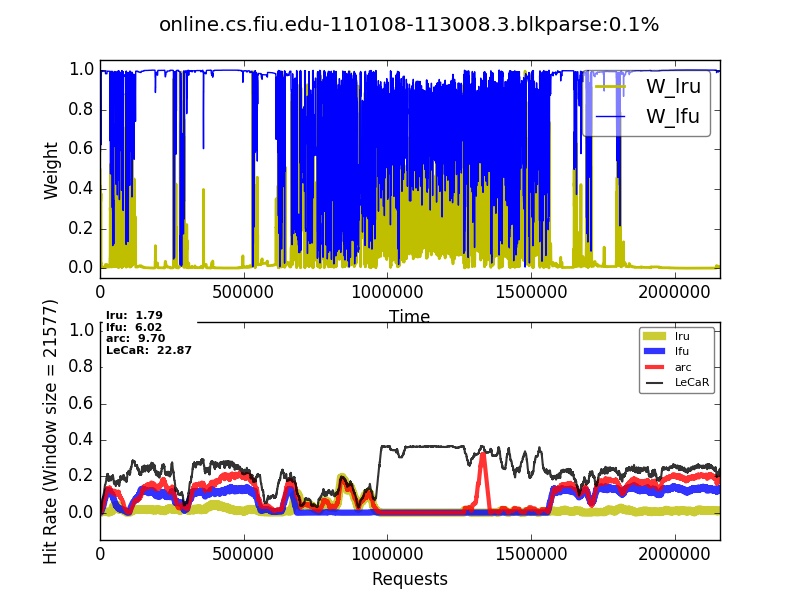 online.cs.fiu.edu-110108-113008.3.blkparse:0.1%
1.0
0.8
0.6
0.4
0.2
0.0
Weight
W_lru
W_lfu
0 500000 1000000 1500000 2000000
Time
lru: 1.79
lfu: 6.02
arc: 9.70
LeCaR: 22.87
1.0
0.8
0.6
0.4
0.2
0.0
Hit Rate (Window size = 21577)
lru
lfu
arc
LeCaR
0 500000 1000000 1500000 2000000
Requests